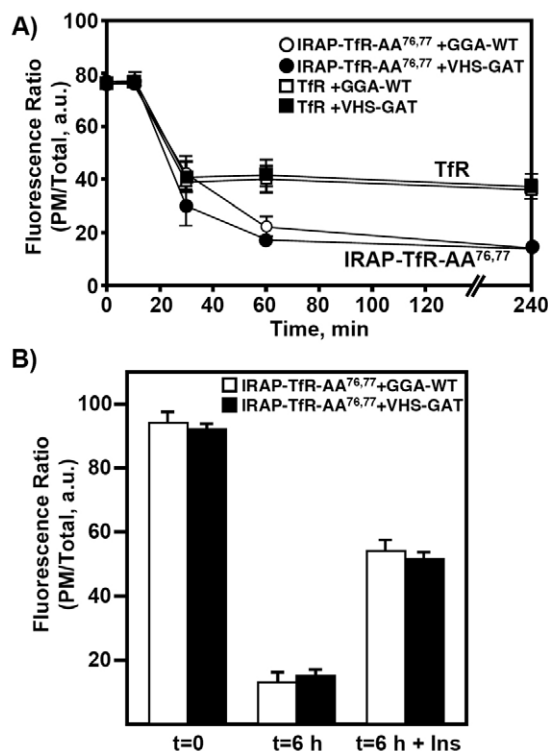 A)
100
80
60
40
20
0
Fluorescence Ratio
(PM/Total, a.u.)
IRAP-TfR-AA⁷⁶,⁷⁷ +GGA-WT
IRAP-TfR-AA⁷⁶,⁷⁷ +VHS-GAT
TfR +GGA-WT
TfR +VHS-GAT
TfR
IRAP-TfR-AA⁷⁶,⁷⁷
0 20 40 60 80 100 120 240
Time, min
B)
IRAP-TfR-AA⁷⁶,⁷⁷+GGA-WT
IRAP-TfR-AA⁷⁶,⁷⁷+VHS-GAT
100
80
60
40
20
Fluorescence Ratio
(PM/Total, a.u.)
t=0 t=6 h t=6 h + Ins